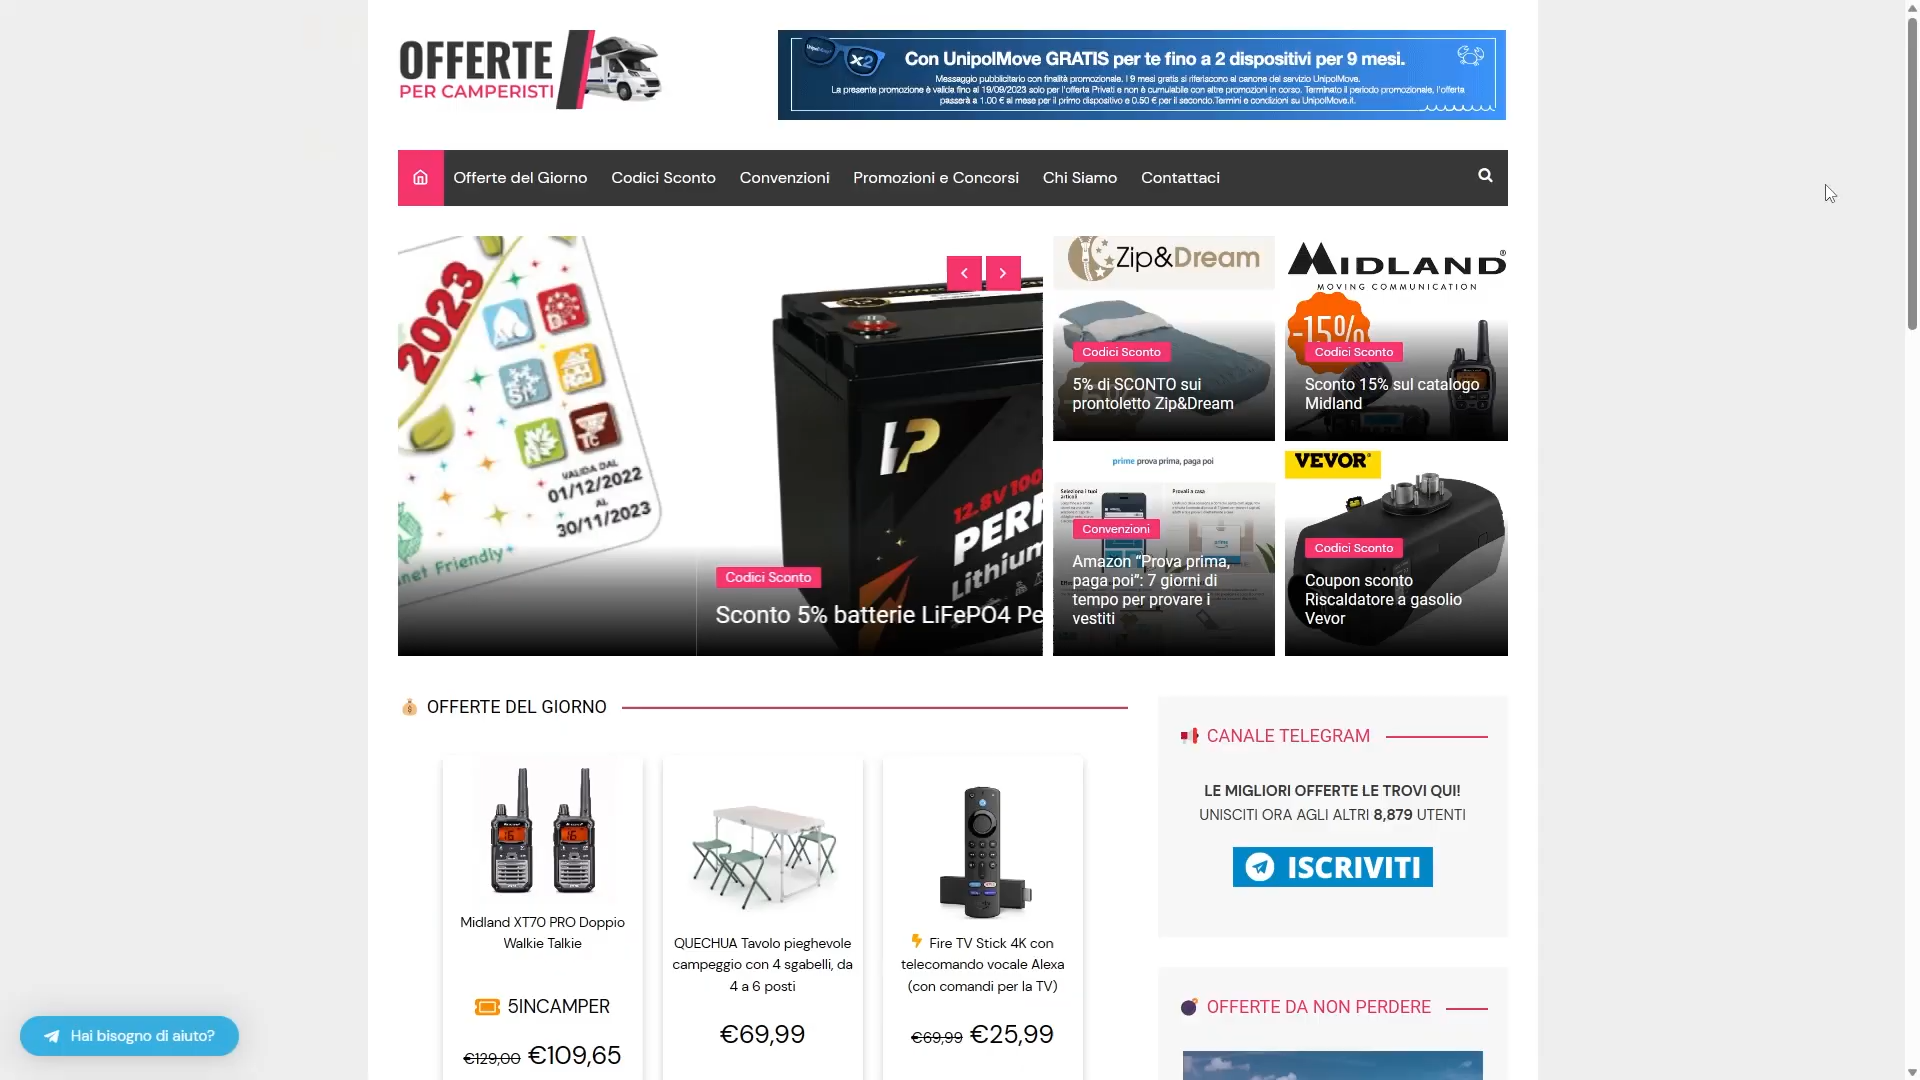 OFFERTE
PER CAMPERISTI
x2
Con UnipolMove GRATIS per te fino a 2 dispositivi per 9 mesi.
Messaggio pubblicitario con finalità promozionale. I 9 mesi gratis si riferiscono al canone del servizio UnipolMove.
La presente promozione è valida fino al 19/09/2023 solo per l'offerta Privati e non è cumulabile con altre promozioni in corso. Terminato il periodo promozionale, l'offerta
passerà a 1.00 € al mese per il primo dispositivo e 0.50 € per il secondo.Termini e condizioni su UnipolMove.it.
Offerte del Giorno
Codici Sconto
Convenzioni
Promozioni e Concorsi
Chi Siamo
Contattaci
2023
VALIDA DAL
01/12/2022
AL
30/11/2023
net Friendly
LP
12.8V 100
PERF
Lithium
Codici Sconto
Sconto 5% batterie LiFePO4 Pe
Zip&Dream
Codici Sconto
5% di SCONTO sui
prontoletto Zip&Dream
MIDLAND
MOVING COMMUNICATION
-15%
Codici Sconto
Sconto 15% sul catalogo
Midland
prime prova prima, paga poi
Seleziona i tuoi
articoli
Provali a casa
Convenzioni
Amazon “Prova prima,
paga poi”: 7 giorni di
tempo per provare i
vestiti
VEVOR
Codici Sconto
Coupon sconto
Riscaldatore a gasolio
Vevor
OFFERTE DEL GIORNO
Midland XT70 PRO Doppio
Walkie Talkie
5INCAMPER
€129,00 €109,65
QUECHUA Tavolo pieghevole
campeggio con 4 sgabelli, da
4 a 6 posti
€69,99
Fire TV Stick 4K con
telecomando vocale Alexa
(con comandi per la TV)
€69,99 €25,99
CANALE TELEGRAM
LE MIGLIORI OFFERTE LE TROVI QUI!
UNISCITI ORA AGLI ALTRI 8,879 UTENTI
ISCRIVITI
OFFERTE DA NON PERDERE
Hai bisogno di aiuto?